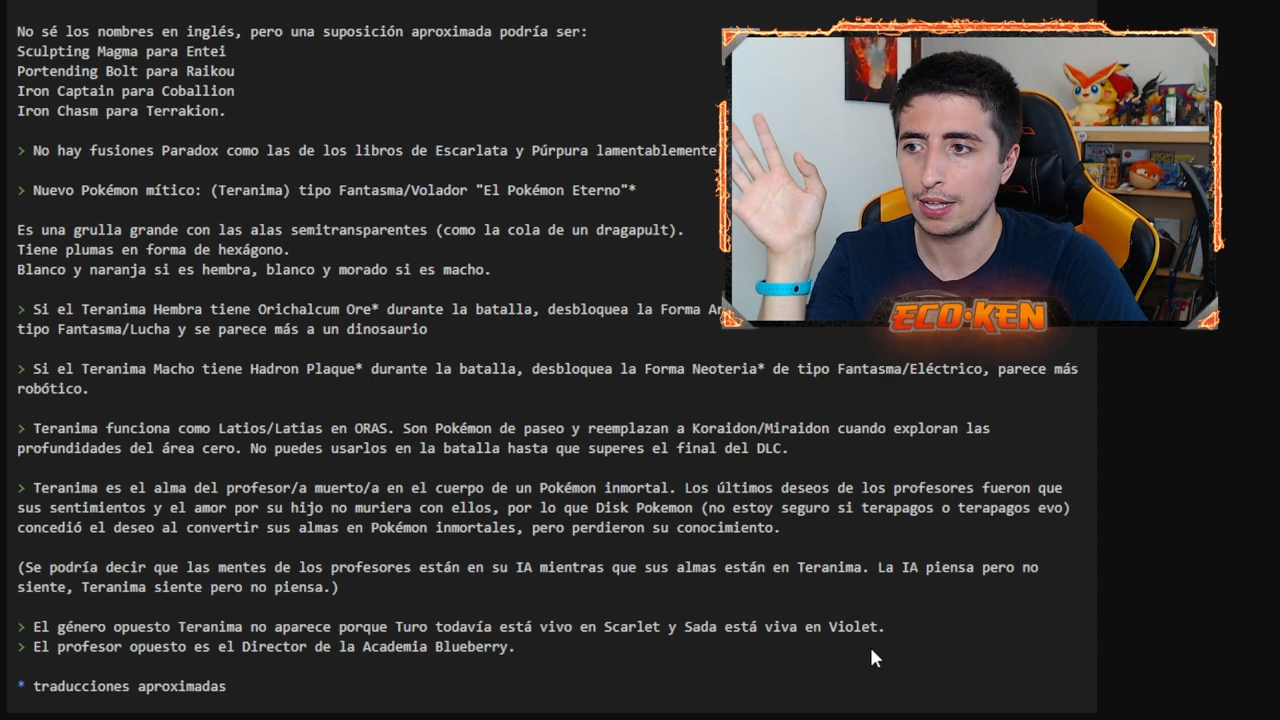 No sé los nombres en inglés, pero una suposición aproximada podría ser:
Sculpting Magma para Entei
Portending Bolt para Raikou
Iron Captain para Coballion
Iron Chasm para Terrakion.
> No hay fusiones Paradox como las de los libros de Escarlata y Púrpura lamentablemente
> Nuevo Pokémon mítico: (Teranima) tipo Fantasma/Volador "El Pokémon Eterno"*
Es una grulla grande con las alas semitransparentes (como la cola de un dragapult).
Tiene plumas en forma de hexágono.
Blanco y naranja si es hembra, blanco y morado si es macho.
> Si el Teranima Hembra tiene Orichalcum Ore* durante la batalla, desbloquea la Forma
tipo Fantasma/Lucha y se parece más a un dinosaurio
> Si el Teranima Macho tiene Hadron Plaque* durante la batalla, desbloquea la Forma Neoteria* de tipo Fantasma/Eléctrico, parece más
robótico.
> Teranima funciona como Latios/Latias en ORAS. Son Pokémon de paseo y reemplazan a Koraidon/Miraidon cuando exploran las
profundidades del área cero. No puedes usarlos en la batalla hasta que superes el final del DLC.
> Teranima es el alma del profesor/a muerto/a en el cuerpo de un Pokémon inmortal. Los últimos deseos de los profesores fueron que
sus sentimientos y el amor por su hijo no muriera con ellos, por lo que Disk Pokemon (no estoy seguro si terapagos o terapagos evo)
concedió el deseo al convertir sus almas en Pokémon inmortales, pero perdieron su conocimiento.
(Se podría decir que las mentes de los profesores están en su IA mientras que sus almas están en Teranima. La IA piensa pero no
siente, Teranima siente pero no piensa.)
> El género opuesto Teranima no aparece porque Turo todavía está vivo en Scarlet y Sada está viva en Violet.
> El profesor opuesto es el Director de la Academia Blueberry.
* traducciones aproximadas
ECO·KEN